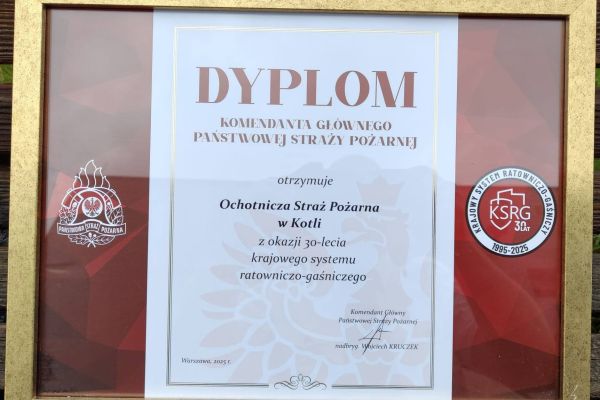 DYPLOM
KOMENDANTA GŁÓWNEGO
PAŃSTWOWEJ STRAŻY POŻARNEJ
otrzymuje
Ochotnicza Straż Pożarna
w Kotli
z okazji 30-lecia
krajowego systemu
ratowniczo-gaśniczego
PAŃSTWOWA STRAŻ POŻARNA
KRAJOWY SYSTEM RATOWNICZO-GAŚNICZY
KSRG
30 LAT
1995-2025
Komendant Główny
Państwowej Straży Pożarnej
nadbryg. Wojciech KRUCZEK
Warszawa, 2025 r.